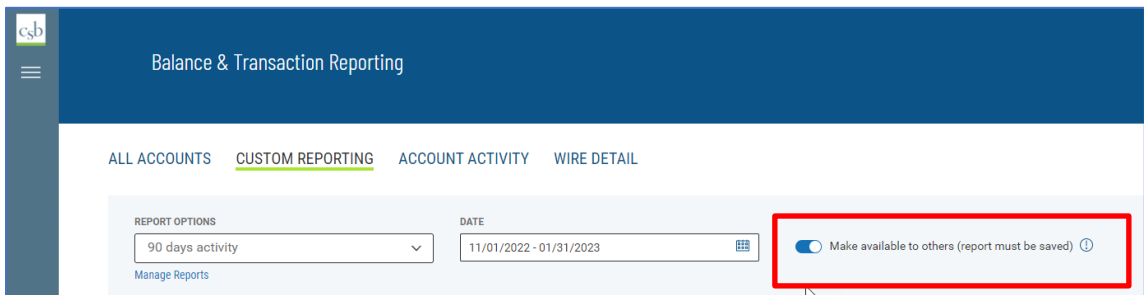 csb
Balance & Transaction Reporting
ALL ACCOUNTS CUSTOM REPORTING ACCOUNT ACTIVITY WIRE DETAIL
REPORT OPTIONS DATE
90 days activity 11/01/2022 - 01/31/2023 Make available to others (report must be saved)
Manage Reports